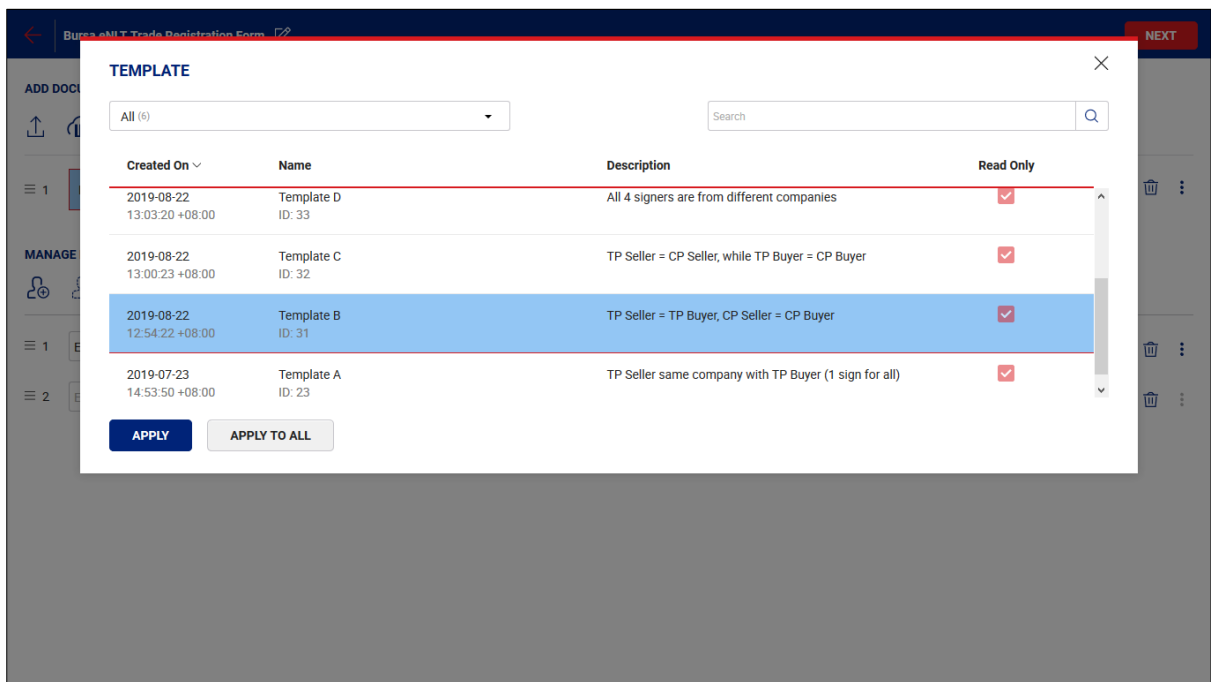 Bursa eNLT Trade Registration Form
NEXT
TEMPLATE
ADD DOCU
All (6)
Search
Created On Name Description Read Only
1
2019-08-22 Template D All 4 signers are from different companies
13:03:20 +08:00 ID: 33
MANAGE
2019-08-22 Template C TP Seller = CP Seller, while TP Buyer = CP Buyer
13:00:23 +08:00 ID: 32
2019-08-22 Template B TP Seller = TP Buyer, CP Seller = CP Buyer
12:54:22 +08:00 ID: 31
1 E
2019-07-23 Template A TP Seller same company with TP Buyer (1 sign for all)
14:53:50 +08:00 ID: 23
2 E
APPLY APPLY TO ALL